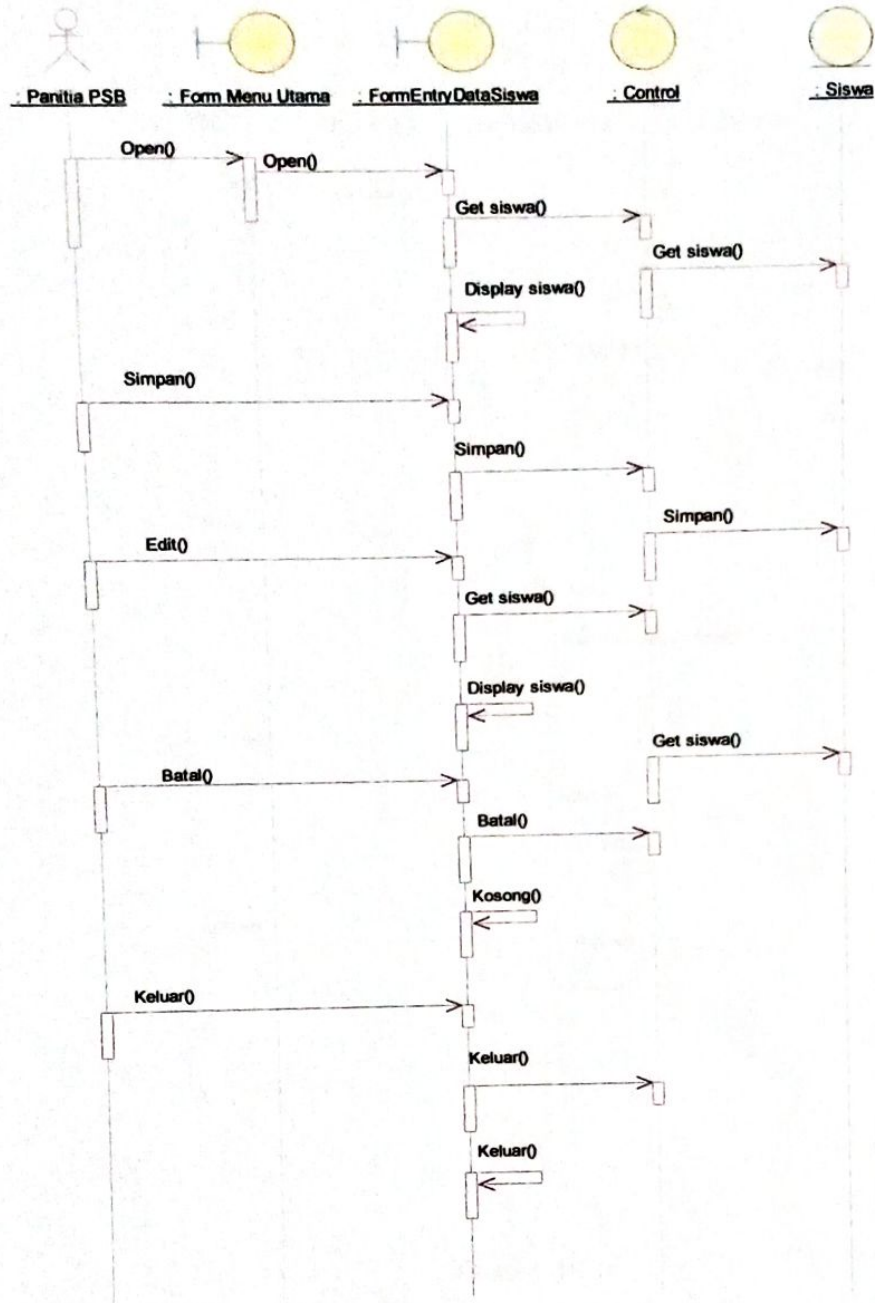 : Panitia PSB
: Form Menu Utama
: FormEntryDataSiswa
: Control
: Siswa
Open()
Open()
Get siswa()
Get siswa()
Display siswa()
Simpan()
Simpan()
Simpan()
Edit()
Get siswa()
Display siswa()
Get siswa()
Batal()
Batal()
Kosong()
Keluar()
Keluar()
Keluar()